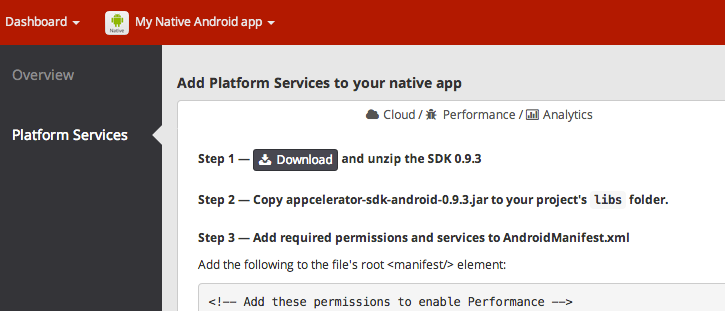 Dashboard My Native Android app
Native
Overview
Platform Services
Add Platform Services to your native app
Cloud / Performance / Analytics
Step 1 — Download and unzip the SDK 0.9.3
Step 2 — Copy appcelerator-sdk-android-0.9.3.jar to your project's libs folder.
Step 3 — Add required permissions and services to AndroidManifest.xml
Add the following to the file's root <manifest/> element:
<!-- Add these permissions to enable Performance -->